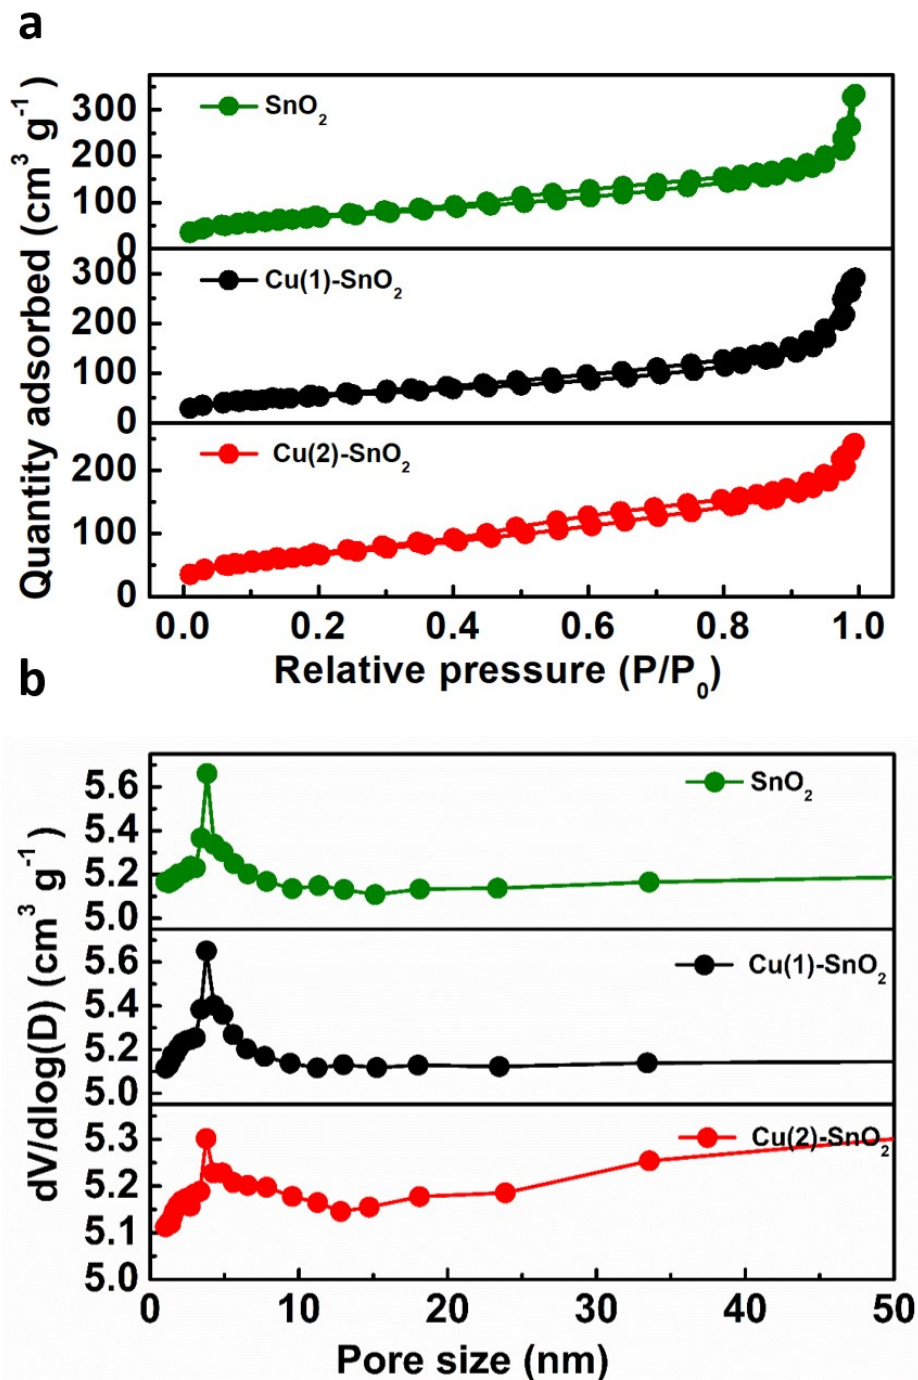 a
Quantity adsorbed (cm³ g⁻¹)
300
200
100
0
SnO₂
300
200
100
0
Cu(1)-SnO₂
200
100
0
Cu(2)-SnO₂
0.0 0.2 0.4 0.6 0.8 1.0
Relative pressure (P/P₀)
b
dV/dlog(D) (cm³ g⁻¹)
5.6
5.4
5.2
5.0
SnO₂
5.6
5.4
5.2
5.0
Cu(1)-SnO₂
5.3
5.2
5.1
5.0
Cu(2)-SnO₂
0 10 20 30 40 50
Pore size (nm)